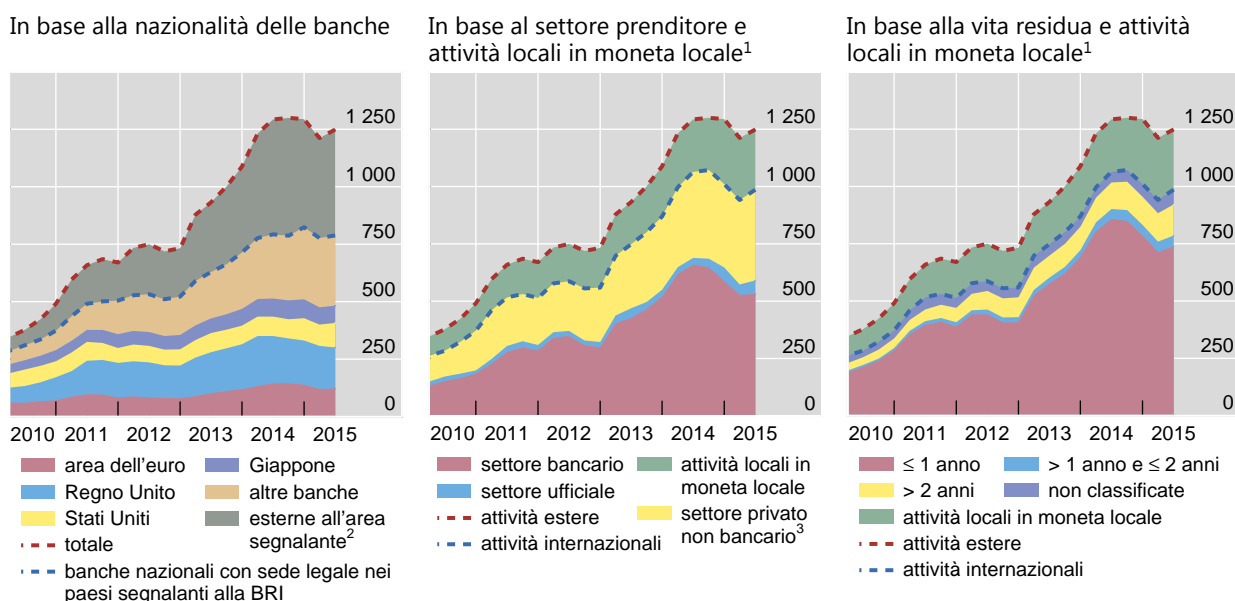 In base alla nazionalità delle banche
1 250
1 000
750
500
250
0
2010 2011 2012 2013 2014 2015
area dell'euro
Giappone
Regno Unito
altre banche
Stati Uniti
esterne all'area
segnalante2
totale
banche nazionali con sede legale nei
paesi segnalanti alla BRI
In base al settore prenditore e
attività locali in moneta locale1
1 250
1 000
750
500
250
0
2010 2011 2012 2013 2014 2015
settore bancario
attività locali in
moneta locale
settore ufficiale
attività estere
settore privato
non bancario3
attività internazionali
In base alla vita residua e attività
locali in moneta locale1
1 250
1 000
750
500
250
0
2010 2011 2012 2013 2014 2015
≤ 1 anno
> 1 anno e ≤ 2 anni
> 2 anni
non classificate
attività locali in moneta locale
attività estere
attività internazionali